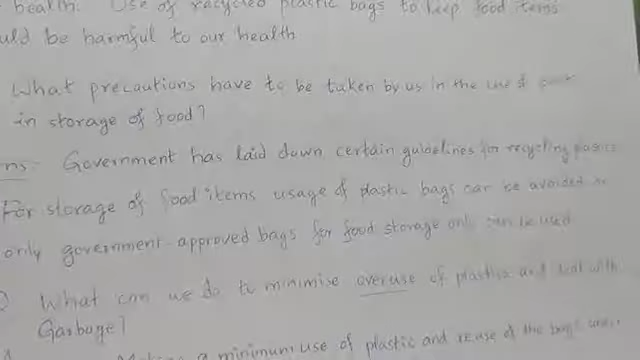 health. Use of recycled plastic bags to keep food items
uld be harmful to our health
What precautions have to be taken by us in the use of
in storage of food?
ns. Government has laid down certain guidelines for recycling plastic
For storage of food items usage of plastic bags can be avoided or
only government-approved bags for food storage only can be used
What can we do to minimise overuse of plastics and deal with
Garbage?
a minimum use of plastic and reuse of the bags